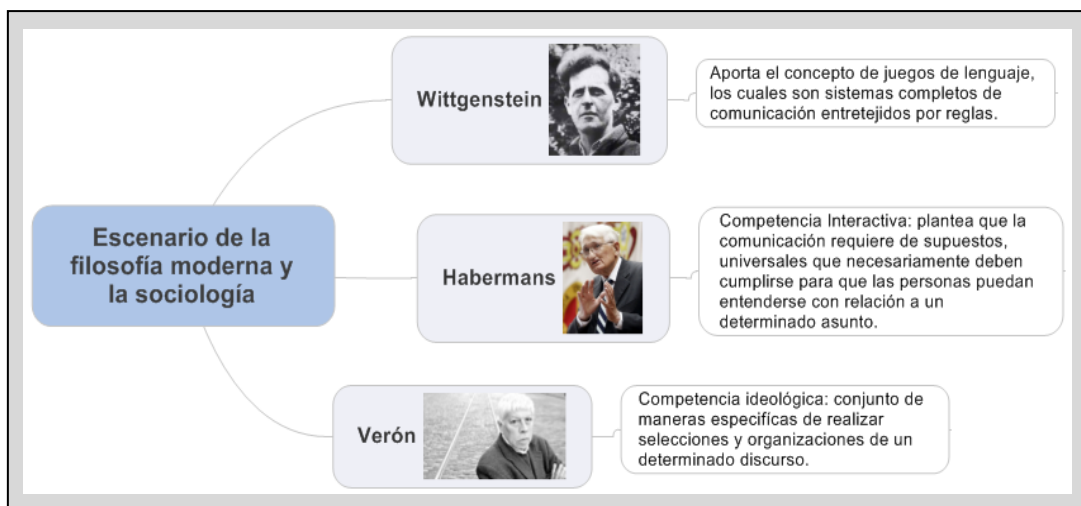 Escenario de la
filosofía moderna y
la sociología
Wittgenstein
Aporta el concepto de juegos de lenguaje,
los cuales son sistemas completos de
comunicación entretejidos por reglas.
Habermans
Competencia Interactiva: plantea que la
comunicación requiere de supuestos,
universales que necesariamente deben
cumplirse para que las personas puedan
entenderse con relación a un
determinado asunto.
Verón
Competencia ideológica: conjunto de
maneras especifícas de realizar
selecciones y organizaciones de un
determinado discurso.